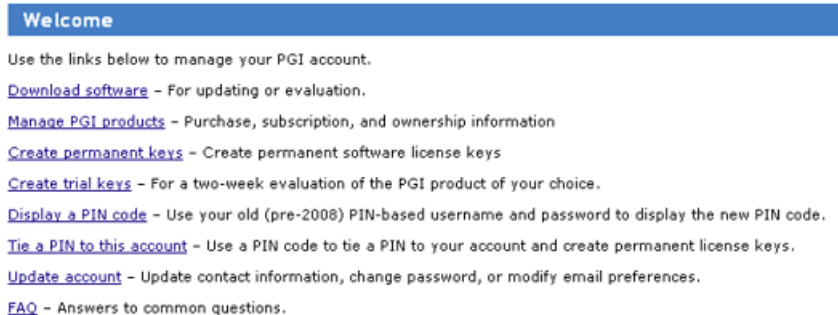 Welcome
Use the links below to manage your PGI account.
Download software – For updating or evaluation.
Manage PGI products – Purchase, subscription, and ownership information
Create permanent keys – Create permanent software license keys
Create trial keys – For a two-week evaluation of the PGI product of your choice.
Display a PIN code – Use your old (pre-2008) PIN-based username and password to display the new PIN code.
Tie a PIN to this account – Use a PIN code to tie a PIN to your account and create permanent license keys.
Update account – Update contact information, change password, or modify email preferences.
FAQ – Answers to common questions.